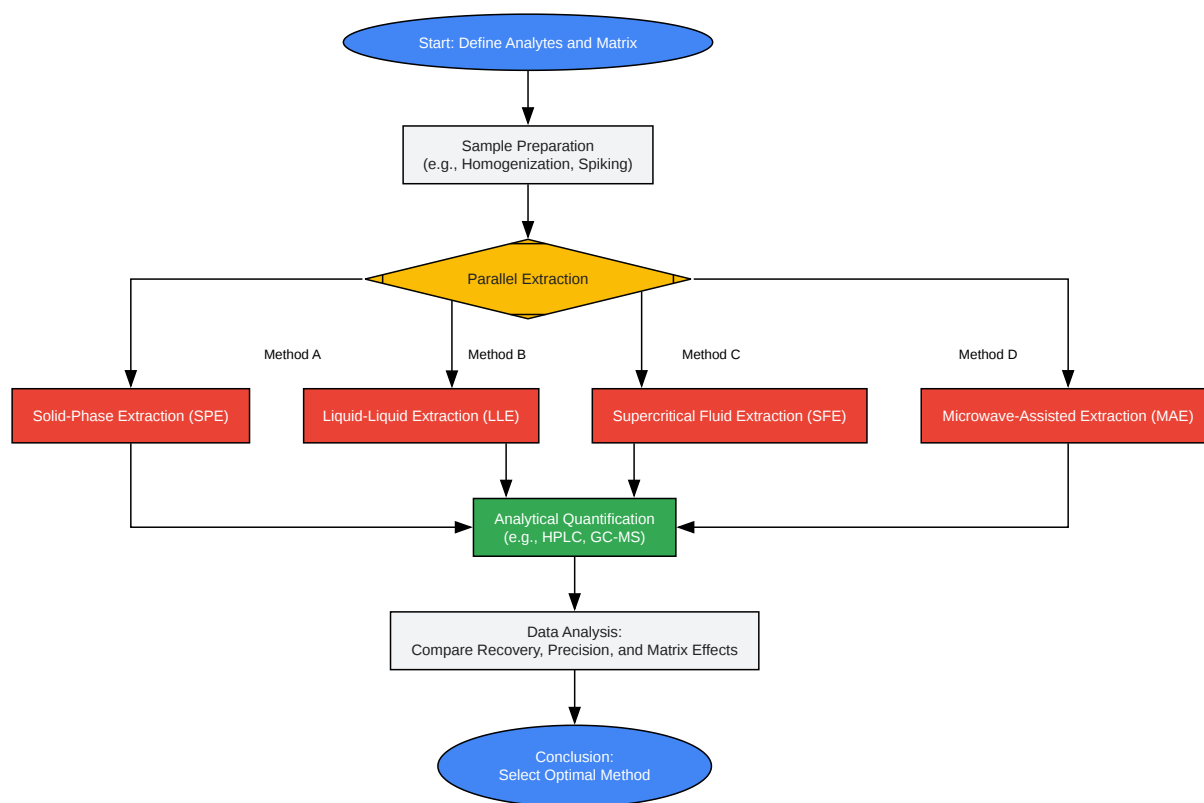 Start: Define Analytes and Matrix
Sample Preparation
(e.g., Homogenization, Spiking)
Parallel Extraction
Method A
Method B
Method C
Method D
Solid-Phase Extraction (SPE)
Liquid-Liquid Extraction (LLE)
Supercritical Fluid Extraction (SFE)
Microwave-Assisted Extraction (MAE)
Analytical Quantification
(e.g., HPLC, GC-MS)
Data Analysis:
Compare Recovery, Precision, and Matrix Effects
Conclusion:
Select Optimal Method